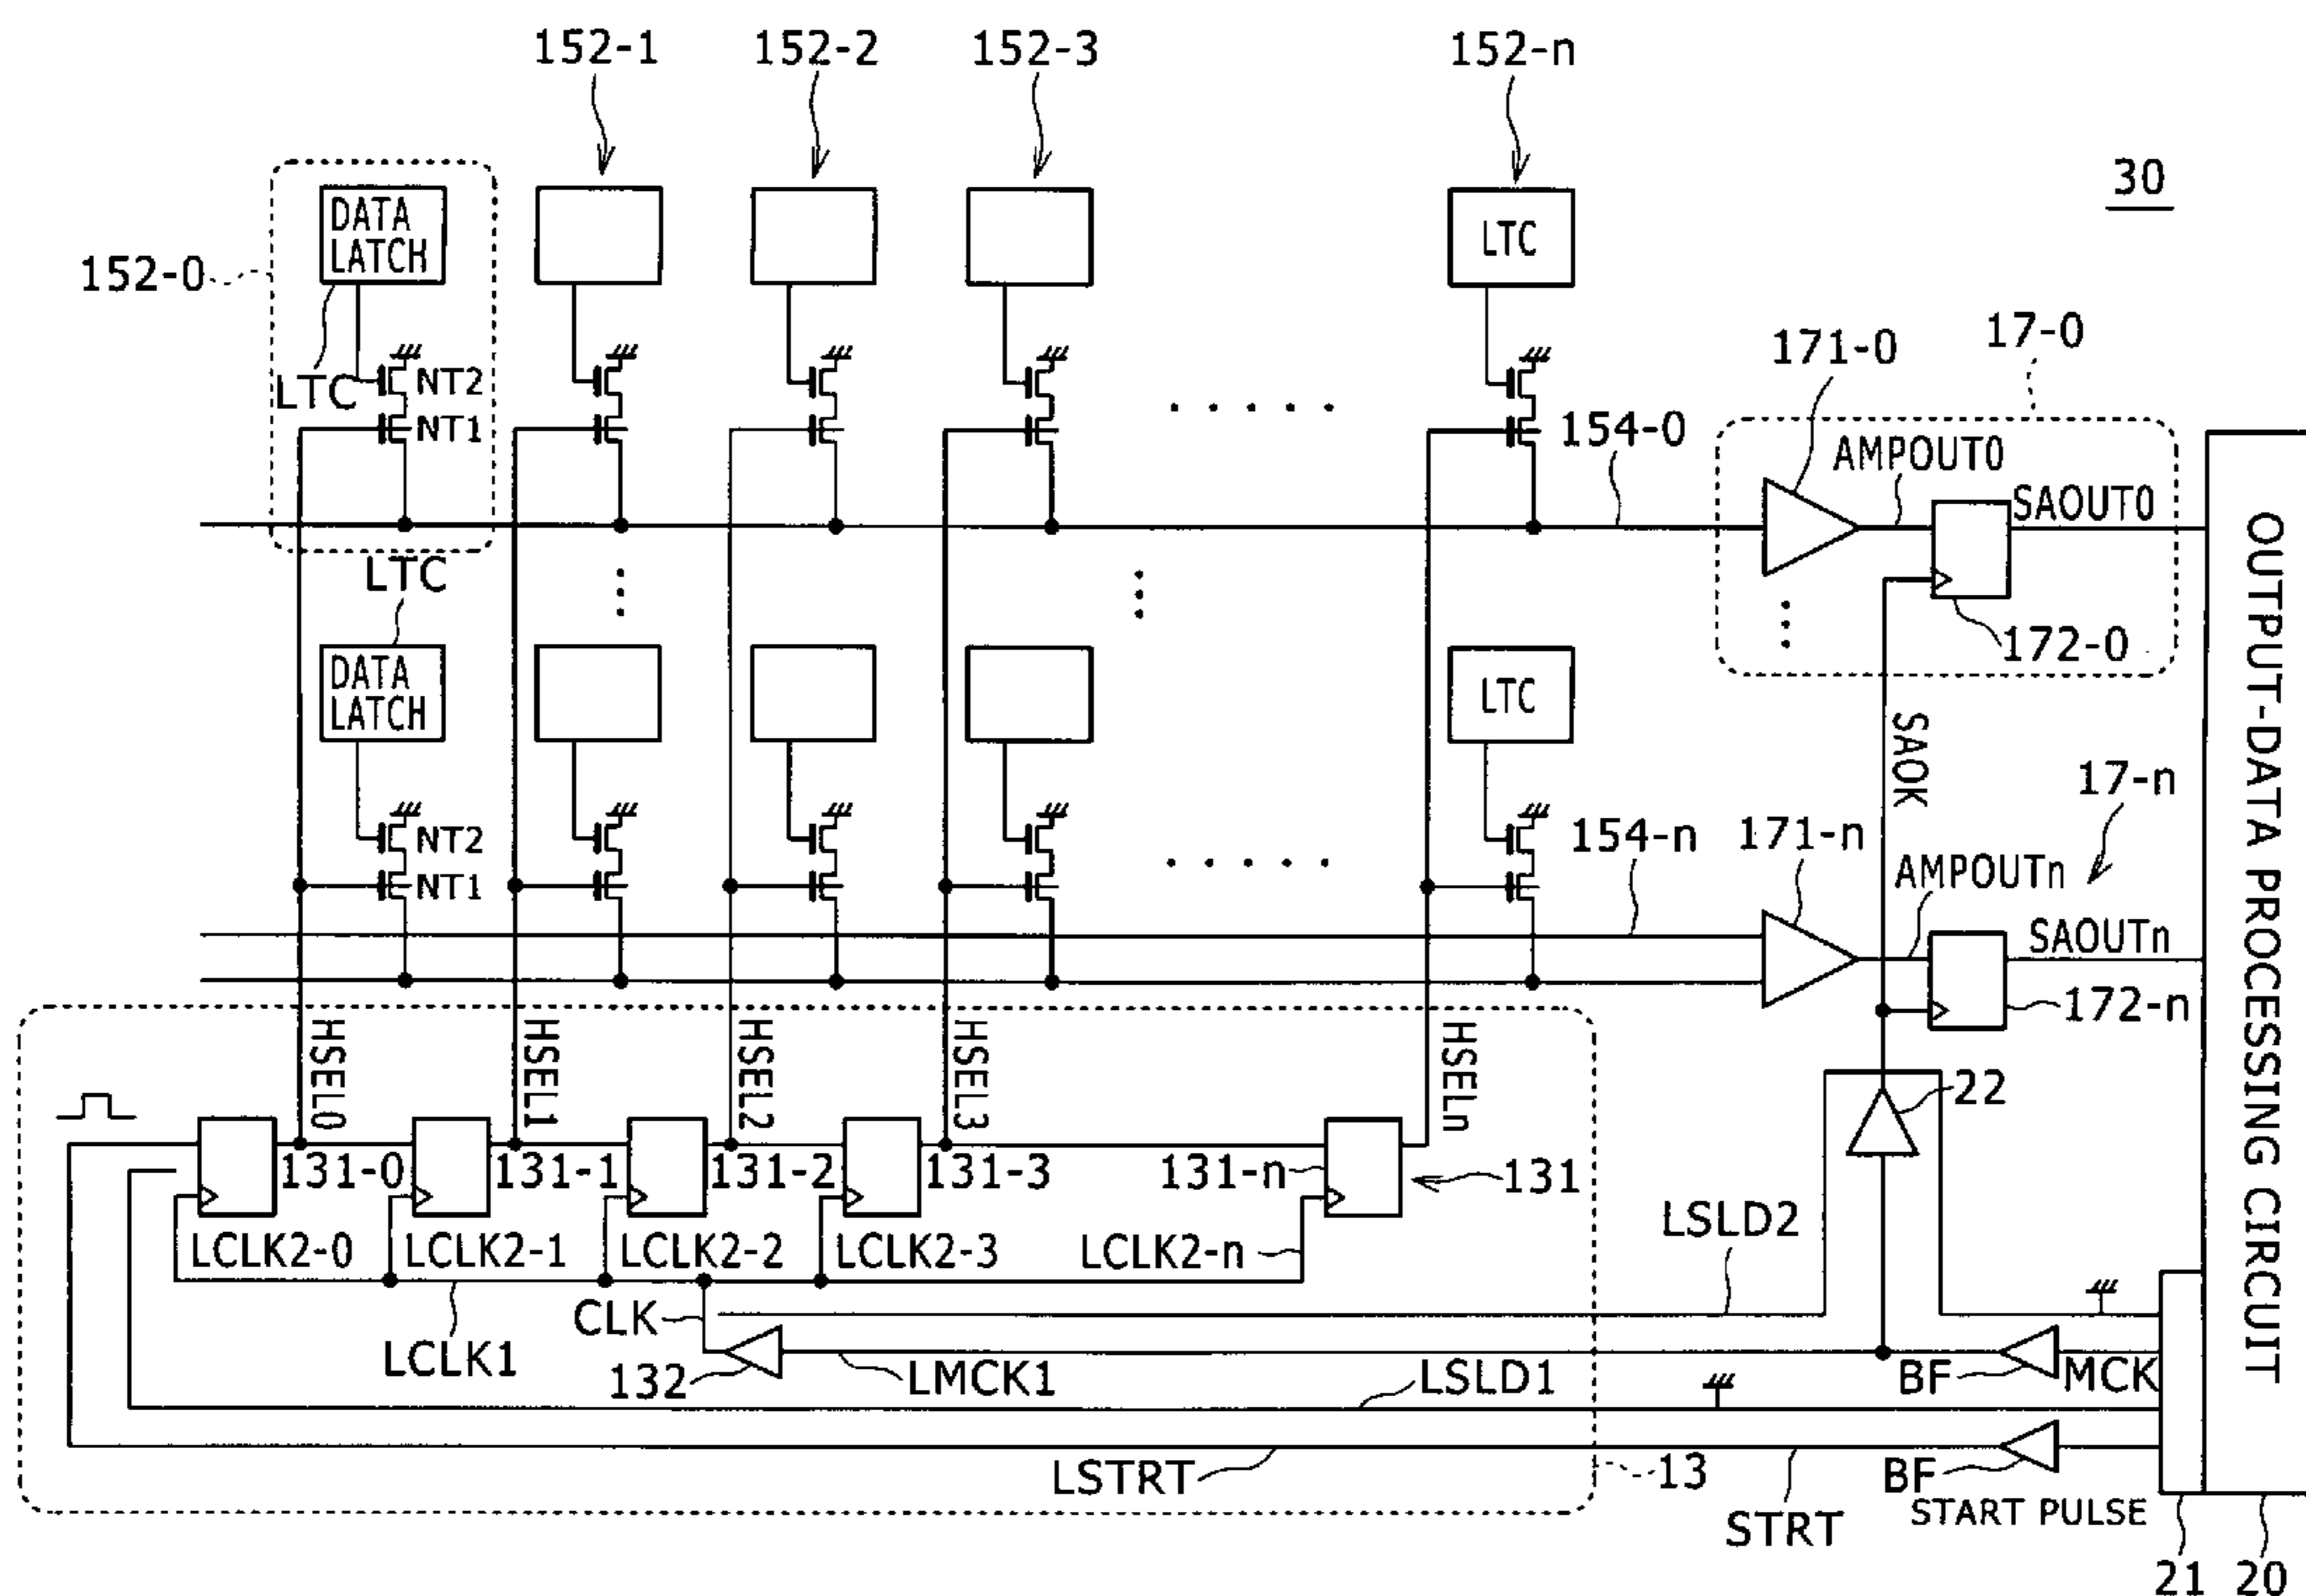 152-1
152-2
152-3
152-n
30
DATA
LATCH
152-0
LTC
LTC
NT2
NT1
154-0
171-0
17-0
AMPOUT0
SAOUT0
172-0
LTC
DATA
LATCH
LTC
NT2
NT1
154-n
171-n
SAOK
17-n
AMPOUTn
SAOUTn
172-n
OUTPUT-DATA PROCESSING CIRCUIT
HSEL0
HSEL1
HSEL2
HSEL3
HSELn
22
131-0
131-1
131-2
131-3
131-n
131
LCLK2-0
LCLK2-1
LCLK2-2
LCLK2-3
LCLK2-n
LSLD2
CLK
LCLK1
132
LMCK1
LSLD1
BF
MCK
LSTRT
13
BF
STRT
START PULSE
21
20